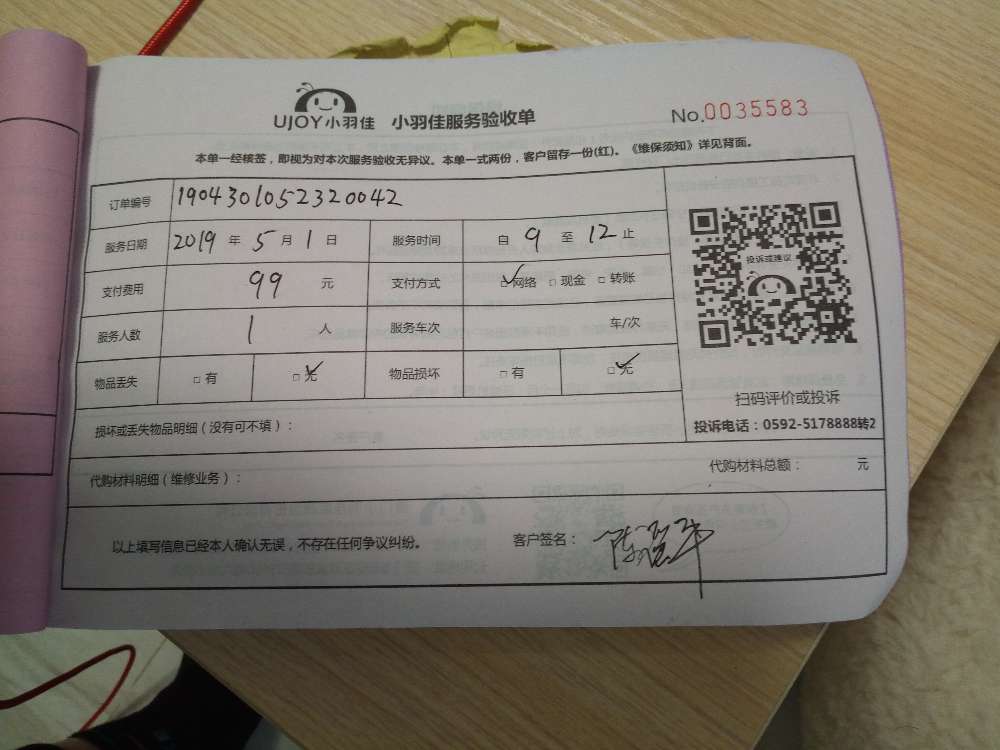 UJOY小羽佳 小羽佳服务验收单 No.0035583
本单一经核签，即视为对本次服务验收无异议。本单一式两份，客户留存一份(红)。《维保须知》详见背面。
订单编号 1904301052320042
服务日期 2019 年 5 月 1 日 服务时间 自 9 至 12 止
投诉或建议
支付费用 99 元 支付方式 ☑网络 □现金 □转账
服务人数 1 人 服务车次 车/次
物品丢失 □有 ☑无 物品损坏 □有 ☑无
扫码评价或投诉
投诉电话：0592-5178888转2
损坏或丢失物品明细（没有可不填）：
代购材料明细（维修业务）： 代购材料总额： 元
以上填写信息已经本人确认无误，不存在任何争议纠纷。 客户签名： 陈